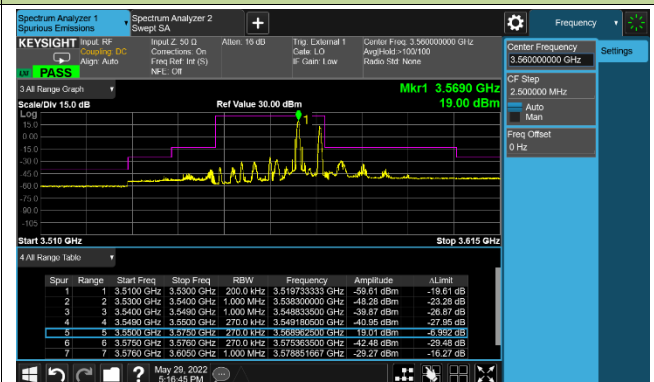 Spectrum Analyzer 1
Spurious Emissions
Spectrum Analyzer 2
Swept SA
Frequency
KEYSIGHT
Input: RF
Coupling: DC
Align: Auto
Input Z: 50 Ω
Corrections: On
Freq Ref: Int (S)
NFE: Off
Atten: 16 dB
Trig: External 1
Gate: LO
IF Gain: Low
Center Freq: 3.560000000 GHz
Avg|Hold:>100/100
Radio Std: None
LW PASS
3 All Range Graph
Scale/Div 15.0 dB
Ref Value 30.00 dBm
Mkr1 3.5690 GHz
19.00 dBm
Log
15.0
0.00
-15.0
-30.0
-45.0
-60.0
-75.0
-90.0
-105
1
Start 3.510 GHz
Stop 3.615 GHz
4 All Range Table
Spur Range Start Freq Stop Freq RBW Frequency Amplitude ΔLimit
1 1 3.5100 GHz 3.5300 GHz 200.0 kHz 3.519733333 GHz -59.61 dBm -19.61 dB
2 2 3.5300 GHz 3.5400 GHz 1.000 MHz 3.538300000 GHz -48.28 dBm -23.28 dB
3 3 3.5400 GHz 3.5490 GHz 1.000 MHz 3.548833500 GHz -39.87 dBm -26.87 dB
4 4 3.5490 GHz 3.5500 GHz 270.0 kHz 3.549180500 GHz -40.95 dBm -27.95 dB
5 5 3.5500 GHz 3.5750 GHz 270.0 kHz 3.568962500 GHz 19.01 dBm -6.992 dB
6 6 3.5750 GHz 3.5760 GHz 270.0 kHz 3.575363500 GHz -42.48 dBm -29.48 dB
7 7 3.5760 GHz 3.6050 GHz 1.000 MHz 3.578851667 GHz -29.27 dBm -16.27 dB
Center Frequency
3.560000000 GHz
CF Step
2.500000 MHz
Auto
Man
Freq Offset
0 Hz
Settings
May 29, 2022
5:16:45 PM